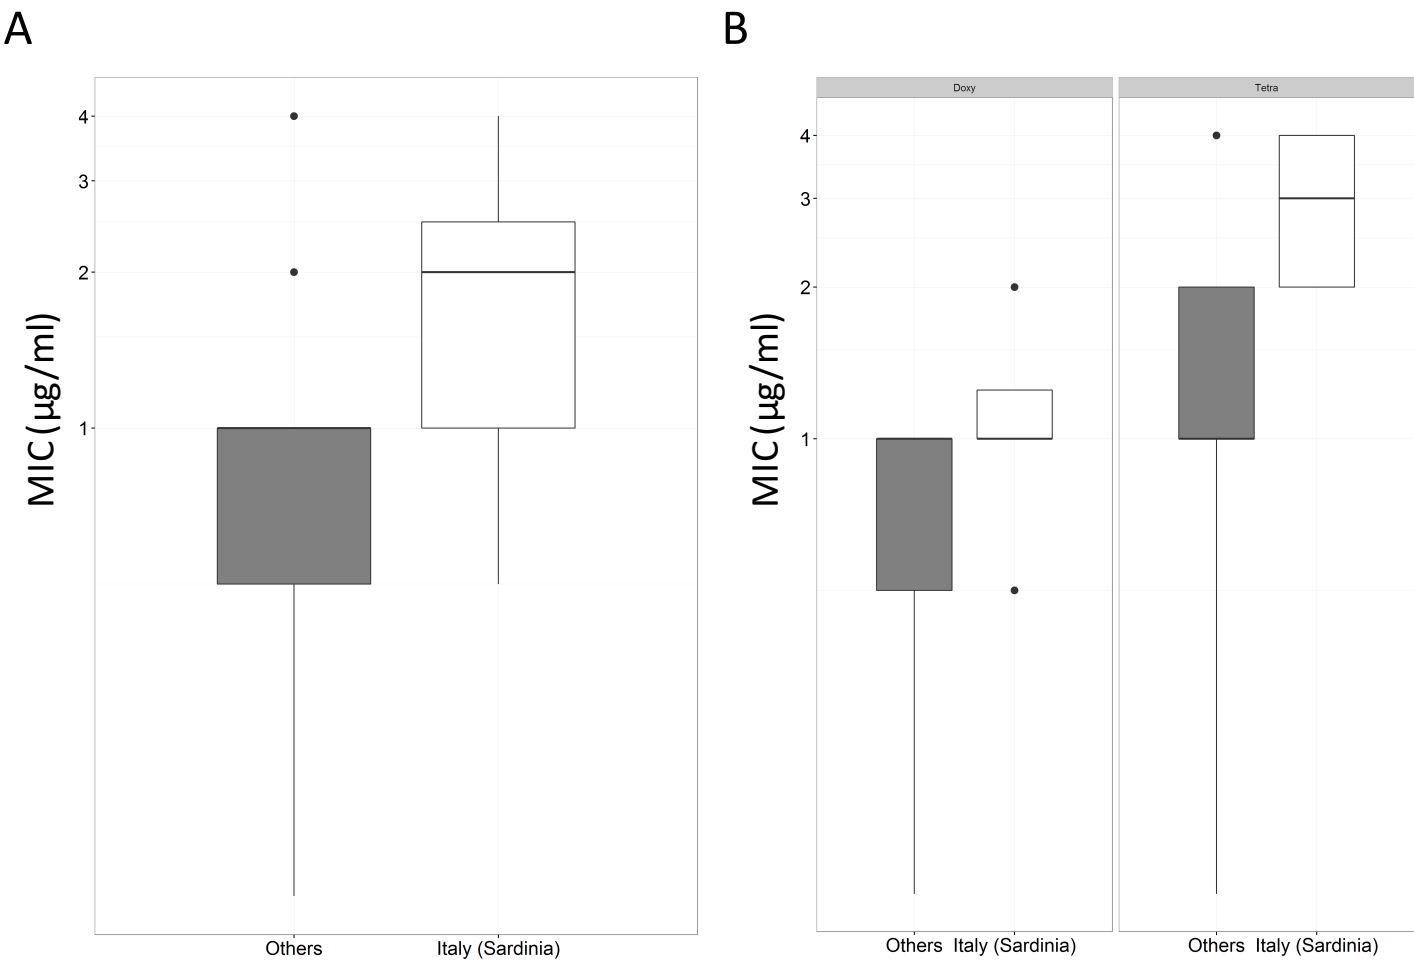 A
MIC (µg/ml)
4
3
2
1
Others Italy (Sardinia)
B
MIC (µg/ml)
Doxy Tetra
4
3
2
1
Others Italy (Sardinia) Others Italy (Sardinia)